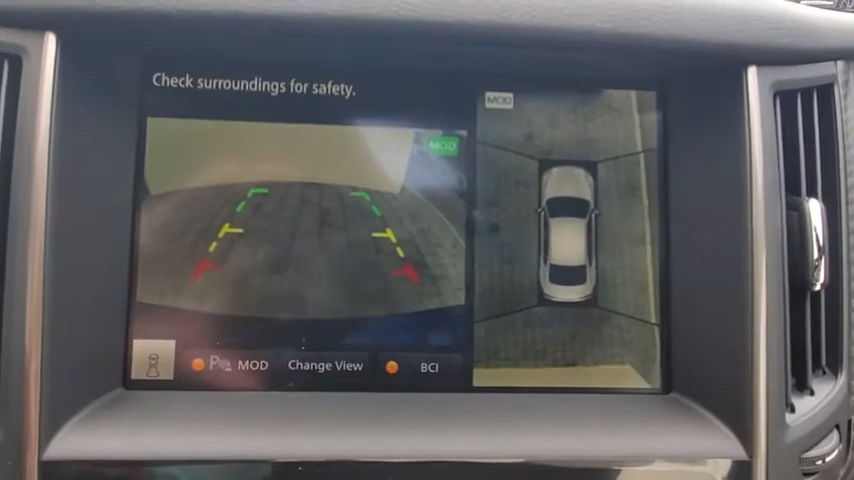 Check surroundings for safety.
MOD
MOD
P MOD
Change View
BCI